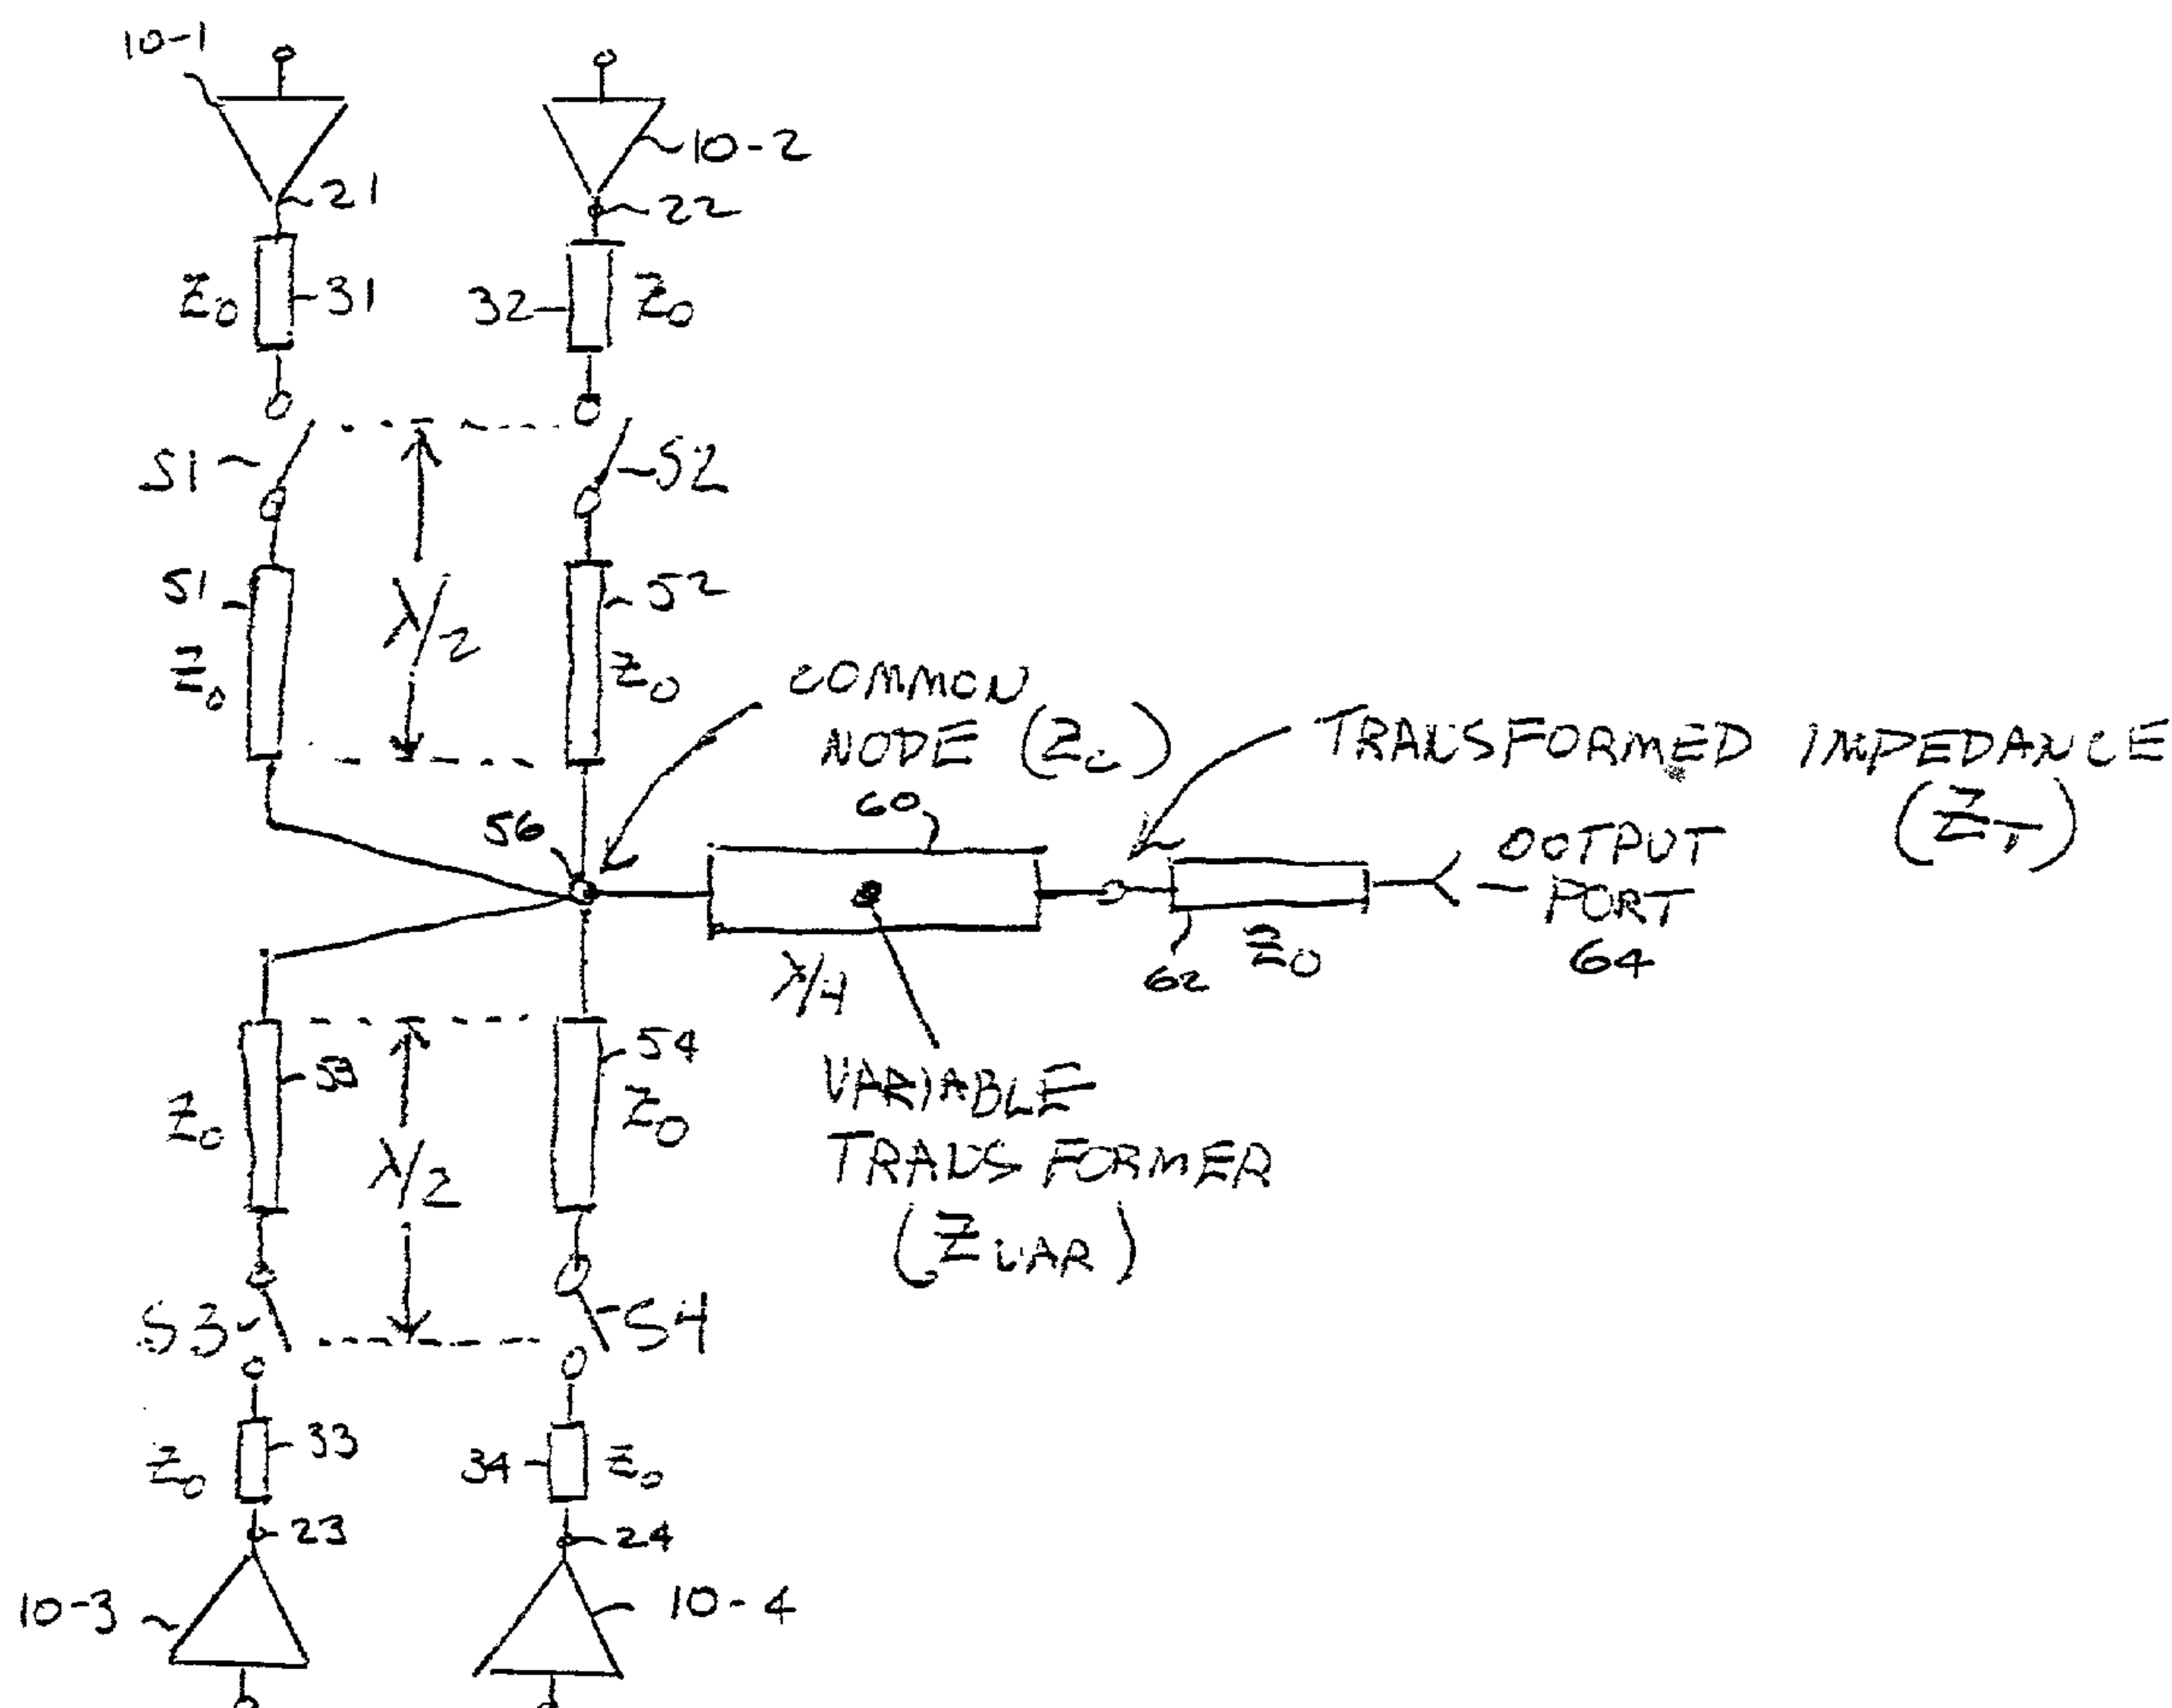 10-1
10-2
21
22
Z0
31
32
Z0
S1
S2
51
52
λ/2
Z0
Z0
COMMON
NODE (Zc)
TRANSFORMED IMPEDANCE
(ZT)
60
56
OUTPUT
PORT
64
62
Z0
λ/4
VARIABLE
TRANSFORMER
(ZVAR)
53
54
Z0
Z0
λ/2
S3
S4
33
Z0
34
Z0
23
24
10-3
10-4